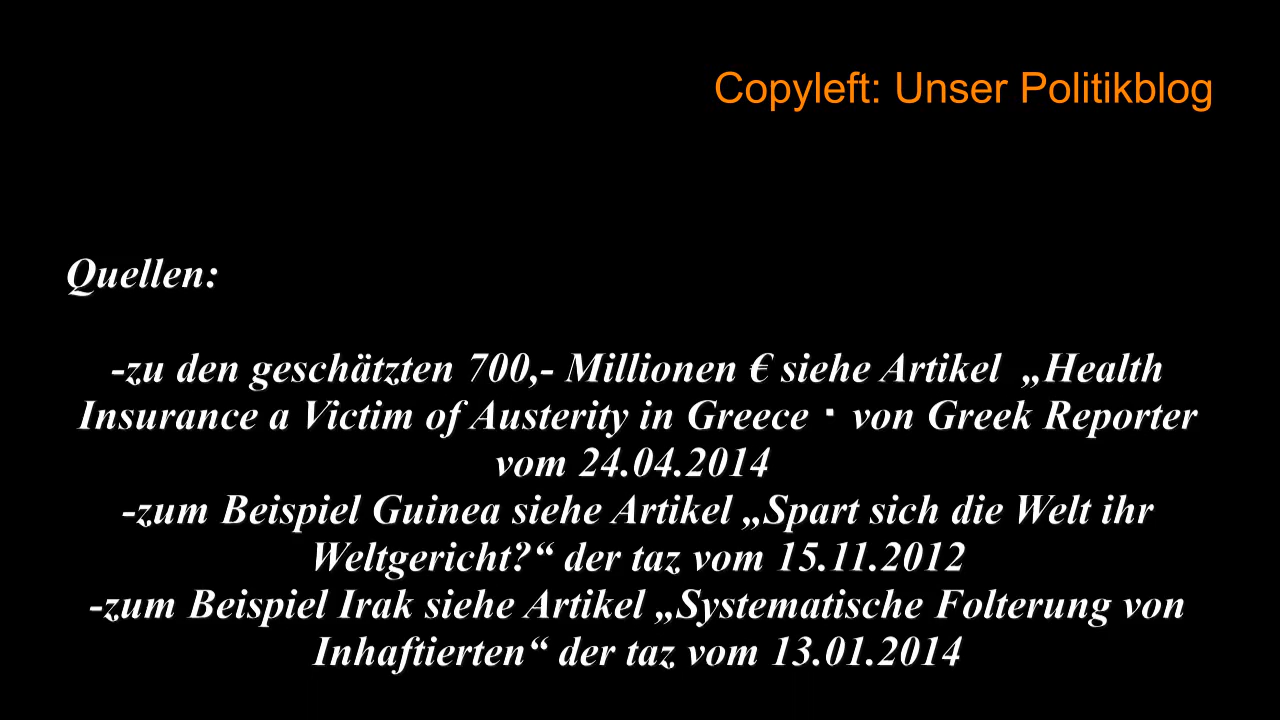 Copyleft: Unser Politikblog
Quellen:
-zu den geschätzten 700,- Millionen € siehe Artikel „Health
Insurance a Victim of Austerity in Greece ⠃ von Greek Reporter
vom 24.04.2014
-zum Beispiel Guinea siehe Artikel „Spart sich die Welt ihr
Weltgericht?“ der taz vom 15.11.2012
-zum Beispiel Irak siehe Artikel „Systematische Folterung von
Inhaftierten“ der taz vom 13.01.2014